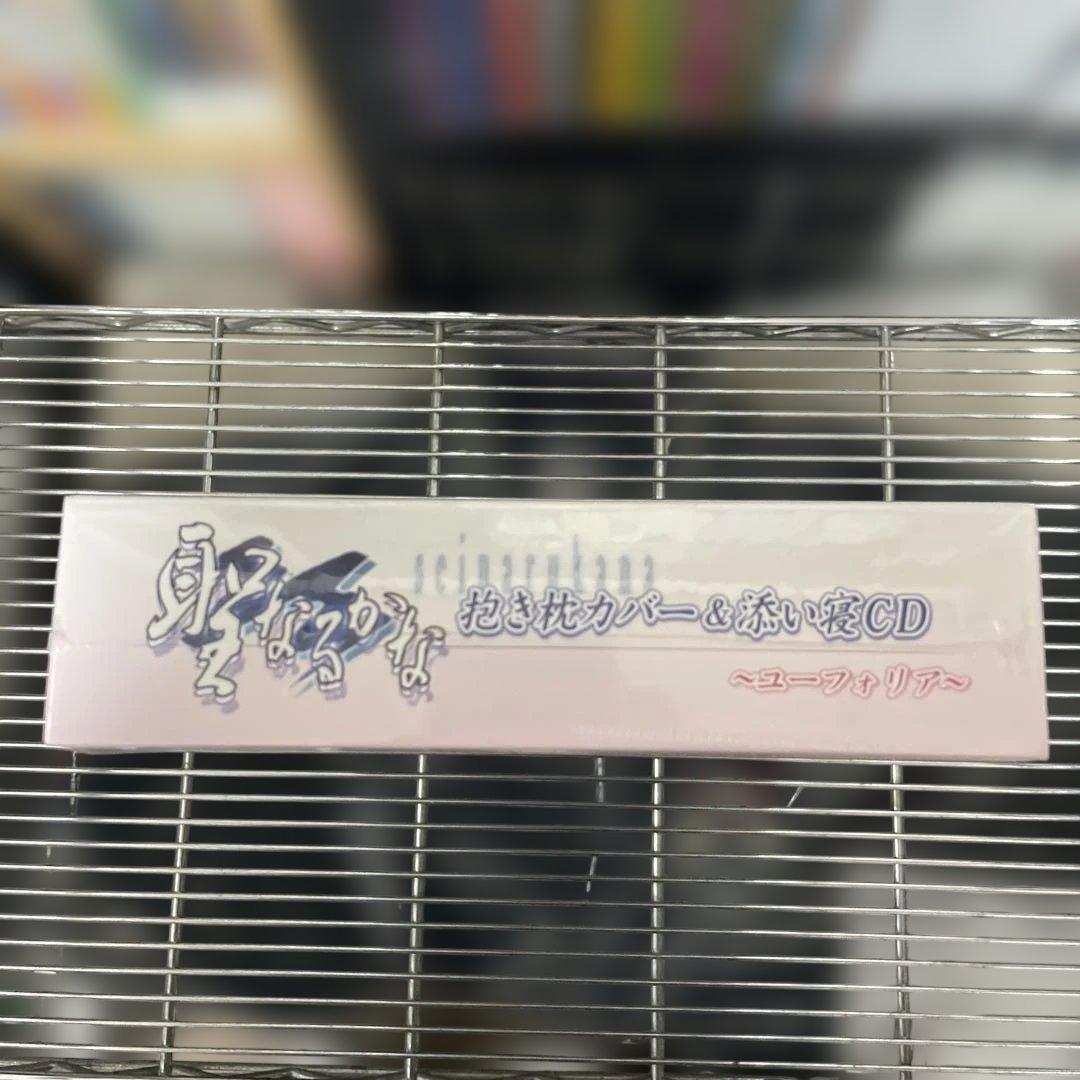 聖なるかな
seinarukana
抱き枕カバー＆添い寝CD
～ユーフォリア～